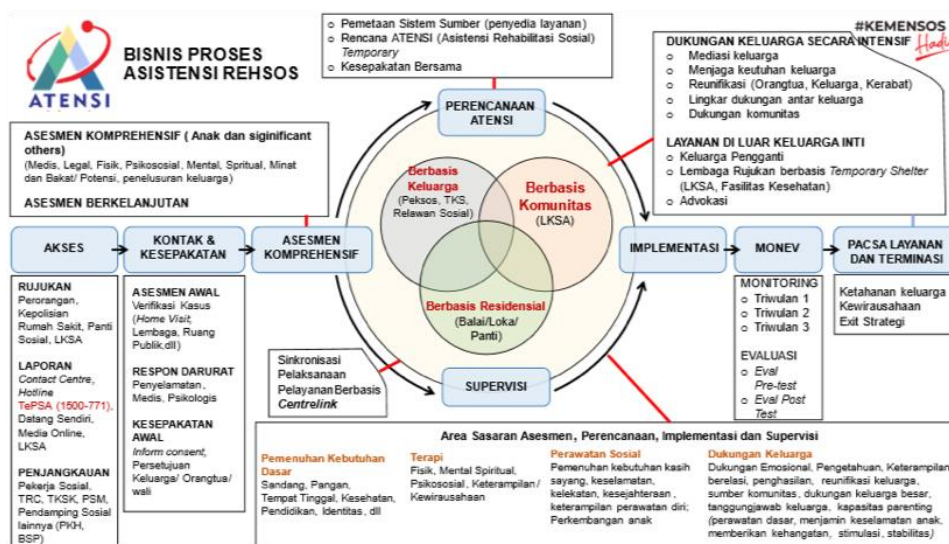 ATENSI
BISNIS PROSES
ASISTENSI REHSOS
o Pemetaan Sistem Sumber (penyedia layanan)
o Rencana ATENSI (Asistensi Rehabilitasi Sosial)
Temporary
o Kesepakatan Bersama
#KEMENSOS
Hadir
DUKUNGAN KELUARGA SECARA INTENSIF
o Mediasi keluarga
o Menjaga keutuhan keluarga
o Reunifikasi (Orangtua, Keluarga, Kerabat)
o Lingkar dukungan antar keluarga
o Dukungan komunitas
LAYANAN DI LUAR KELUARGA INTI
o Keluarga Pengganti
o Lembaga Rujukan berbasis Temporary Shelter
(LKSA, Fasilitas Kesehatan)
o Advokasi
ASESMEN KOMPREHENSIF ( Anak dan siginificant
others)
(Medis, Legal, Fisik, Psikososial, Mental, Spritual, Minat
dan Bakat/ Potensi, penelusuran keluarga)
ASESMEN BERKELANJUTAN
PERENCANAAN
ATENSI
Berbasis
Keluarga
(Peksos, TKS,
Relawan Sosial)
Berbasis
Komunitas
(LKSA)
Berbasis Residensial
(Balai/Loka/
Panti)
SUPERVISI
AKSES
KONTAK &
KESEPAKATAN
ASESMEN
KOMPREHENSIF
IMPLEMENTASI
MONEV
PACSA LAYANAN
DAN TERMINASI
RUJUKAN
Perorangan,
Kepolisian
Rumah Sakit, Panti
Sosial, LKSA
LAPORAN
Contact Centre,
Hotline
TePSA (1500-771),
Datang Sendiri,
Media Online,
LKSA
PENJANGKAUAN
Pekerja Sosial,
TRC, TKSK, PSM,
Pendamping Sosial
lainnya (PKH,
BSP)
ASESMEN AWAL
Verifikasi Kasus
(Home Visit,
Lembaga, Ruang
Publik,dll)
RESPON DARURAT
Penyelamatan,
Medis, Psikologis
KESEPAKATAN
AWAL
Inform consent,
Persetujuan
Keluarga/ Orangtua/
wali
Sinkronisasi
Pelaksanaan
Pelayanan Berbasis
Centrelink
MONITORING
o Triwulan 1
o Triwulan 2
o Triwulan 3
EVALUASI
o Eval
Pre-test
o Eval Post
Test
Ketahanan keluarga
Kewirausahaan
Exit Strategi
Area Sasaran Asesmen, Perencanaan, Implementasi dan Supervisi
Pemenuhan Kebutuhan
Dasar
Sandang, Pangan,
Tempat Tinggal, Kesehatan,
Pendidikan, Identitas, dll
Terapi
Fisik, Mental Spiritual,
Psikososial, Keterampilan /
Kewirausahaan
Perawatan Sosial
Pemenuhan kebutuhan kasih
sayang, keselamatan,
kelekatan, kesejahteraan,
keterampilan perawatan diri;
Perkembangan anak
Dukungan Keluarga
Dukungan Emosional, Pengetahuan, Keterampilan
berelasi, penghasilan, reunifikasi keluarga,
sumber komunitas, dukungan keluarga besar,
tanggungjawab keluarga, kapasitas parenting
(perawatan dasar, menjamin keselamatan anak,
memberikan kehangatan, stimulasi, stabilitas)